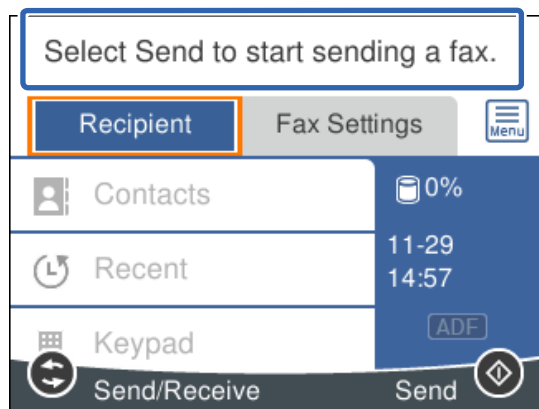 Select Send to start sending a fax.
Recipient
Fax Settings
Menu
Contacts
0%
Recent
11-29
14:57
Keypad
ADF
Send/Receive
Send